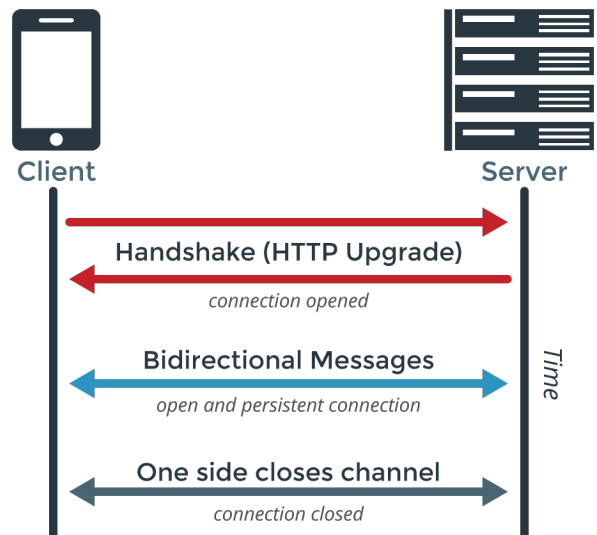 Client
Server
Handshake (HTTP Upgrade)
connection opened
Bidirectional Messages
open and persistent connection
Time
One side closes channel
connection closed